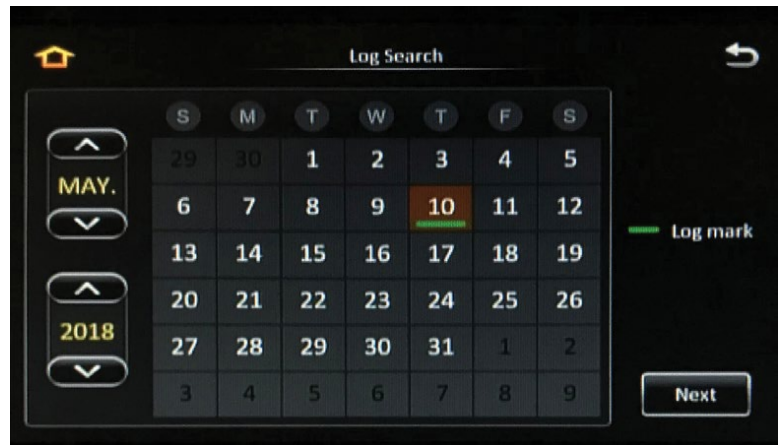 Log Search
S M T W T F S
29 30 1 2 3 4 5
MAY.
6 7 8 9 10 11 12
Log mark
13 14 15 16 17 18 19
20 21 22 23 24 25 26
2018
27 28 29 30 31 1 2
3 4 5 6 7 8 9
Next